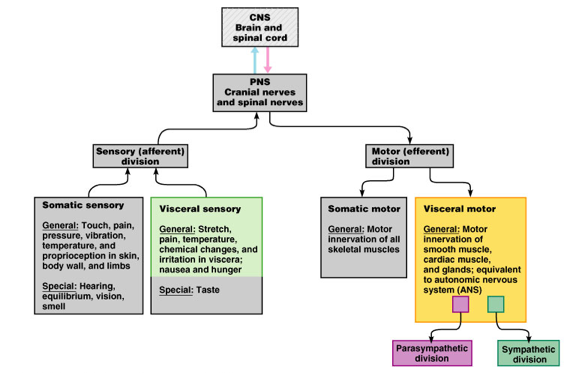 CNS
Brain and
spinal cord
PNS
Cranial nerves
and spinal nerves
Sensory (afferent)
division
Motor (efferent)
division
Somatic sensory
General: Touch, pain,
pressure, vibration,
temperature, and
proprioception in skin,
body wall, and limbs
Special: Hearing,
equilibrium, vision,
smell
Visceral sensory
General: Stretch,
pain, temperature,
chemical changes, and
irritation in viscera;
nausea and hunger
Special: Taste
Somatic motor
General: Motor
innervation of all
skeletal muscles
Visceral motor
General: Motor
innervation of
smooth muscle,
cardiac muscle,
and glands; equivalent
to autonomic nervous
system (ANS)
Parasympathetic
division
Sympathetic
division